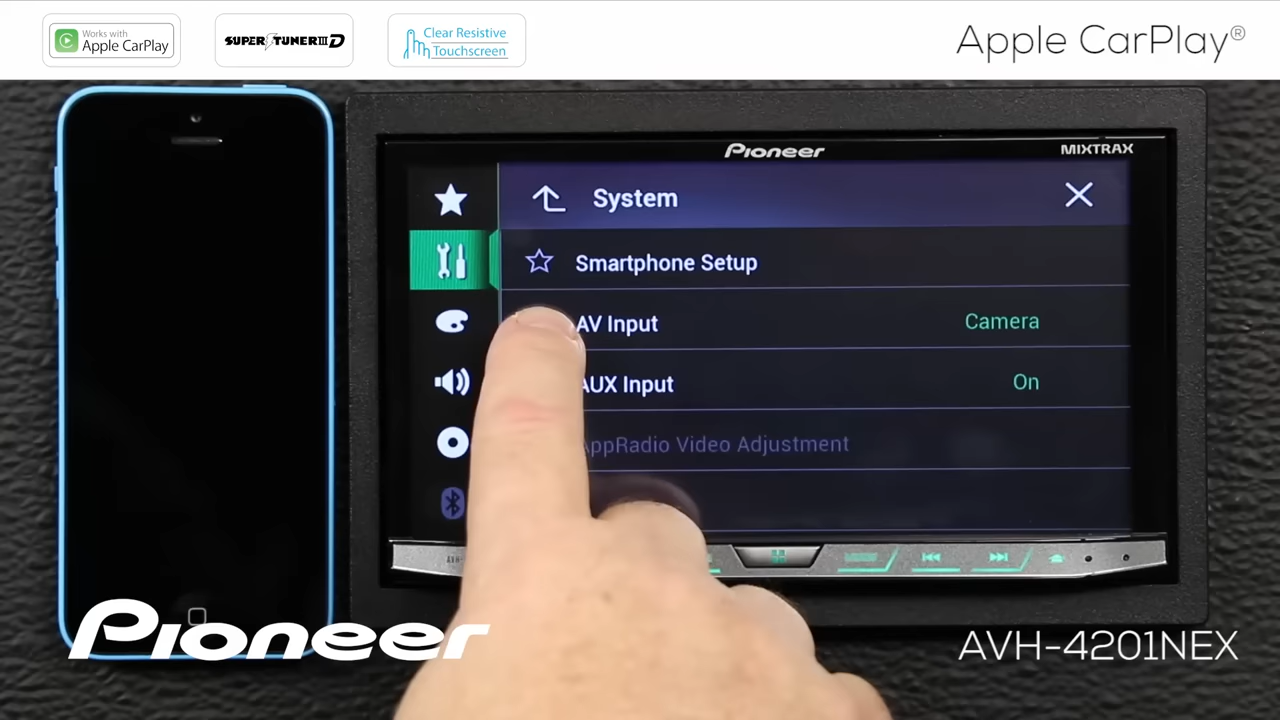 Works with
Apple CarPlay
SUPER TUNER III D
Clear Resistive
Touchscreen
Apple CarPlay®
Pioneer
MIXTRAX
System
Smartphone Setup
AV Input
Camera
AUX Input
On
AppRadio Video Adjustment
AVH-
Pioneer
AVH-4201NEX